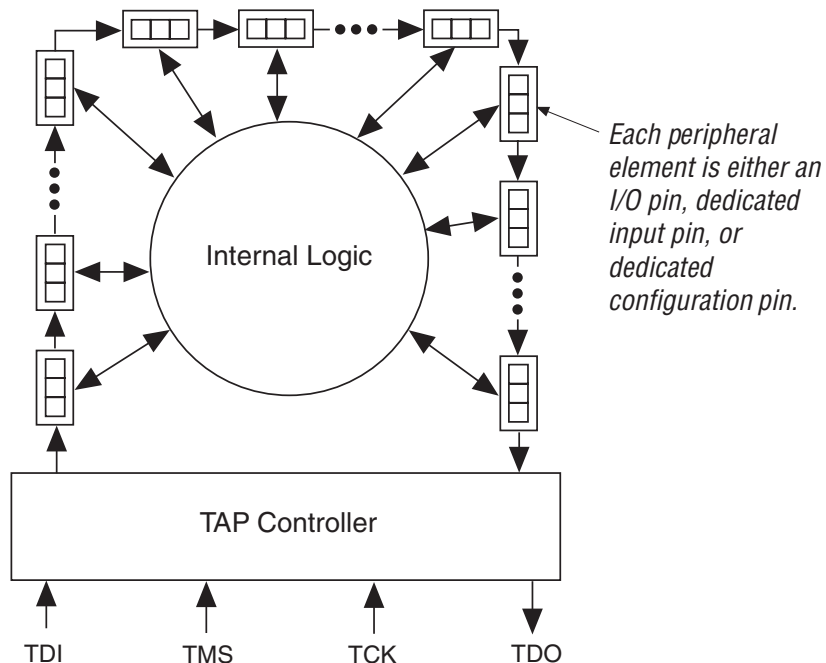 Each peripheral
element is either an
I/O pin, dedicated
input pin, or
dedicated
configuration pin.
Internal Logic
TAP Controller
TDI
TMS
TCK
TDO